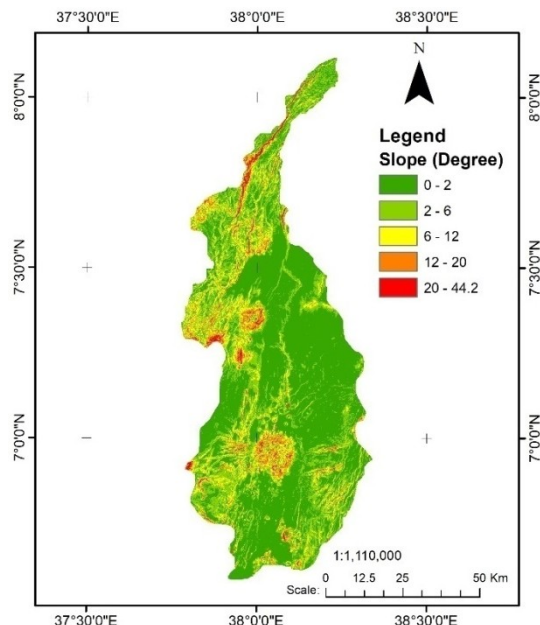 37°30'0"E 38°0'0"E 38°30'0"E
N
8°0'0"N 8°0'0"N
Legend
Slope (Degree)
0 - 2
2 - 6
6 - 12
12 - 20
20 - 44.2
7°30'0"N 7°30'0"N
7°0'0"N 7°0'0"N
1:1,110,000
0 12.5 25 50 Km
Scale:
37°30'0"E 38°0'0"E 38°30'0"E